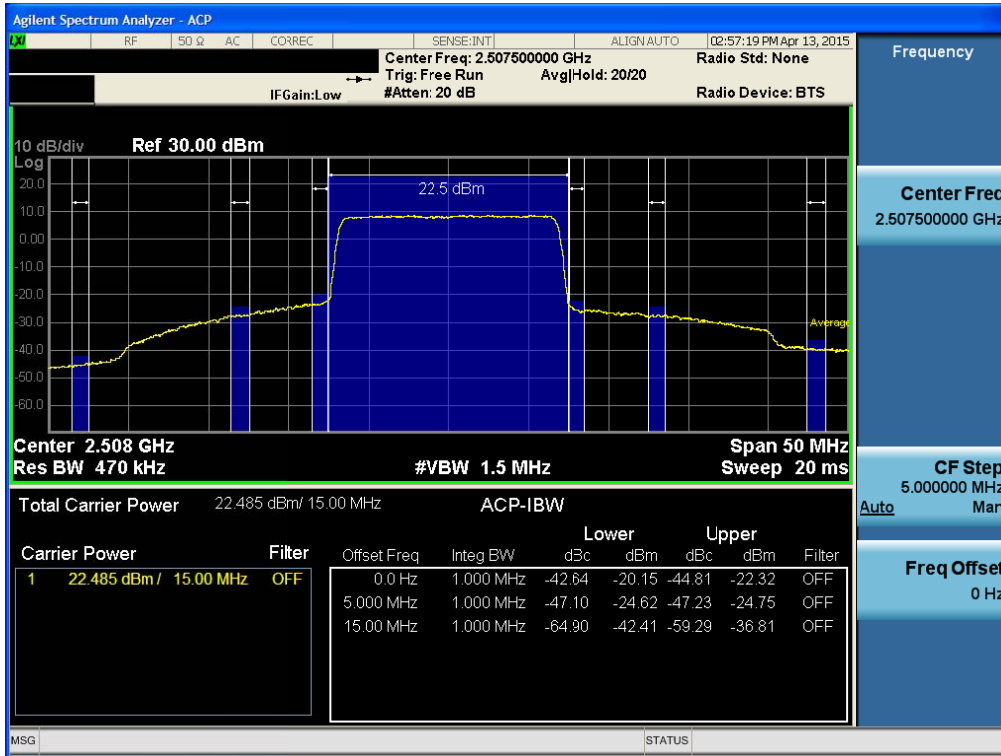 Agilent Spectrum Analyzer - ACP
LXI RF 50 Ω AC CORREC SENSE:INT ALIGN AUTO 02:57:19 PM Apr 13, 2015
Center Freq: 2.507500000 GHz Radio Std: None
Trig: Free Run Avg|Hold: 20/20
IFGain:Low #Atten: 20 dB Radio Device: BTS
10 dB/div Ref 30.00 dBm
Log
20.0
10.0
0.00
-10.0
-20.0
-30.0
-40.0
-50.0
-60.0
22.5 dBm
Average
Center 2.508 GHz Span 50 MHz
Res BW 470 kHz #VBW 1.5 MHz Sweep 20 ms
Total Carrier Power 22.485 dBm/ 15.00 MHz ACP-IBW
Lower Upper
Carrier Power Filter Offset Freq Integ BW dBc dBm dBc dBm Filter
1 22.485 dBm / 15.00 MHz OFF 0.0 Hz 1.000 MHz -42.64 -20.15 -44.81 -22.32 OFF
5.000 MHz 1.000 MHz -47.10 -24.62 -47.23 -24.75 OFF
15.00 MHz 1.000 MHz -64.90 -42.41 -59.29 -36.81 OFF
MSG STATUS
Frequency
Center Freq
2.507500000 GHz
CF Step
5.000000 MHz
Auto Man
Freq Offset
0 Hz